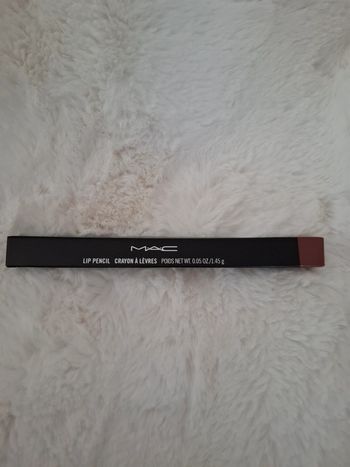 MAC
LIP PENCIL CRAYON À LÈVRES POIDS NET WT. 0.05 OZ/1.45 g